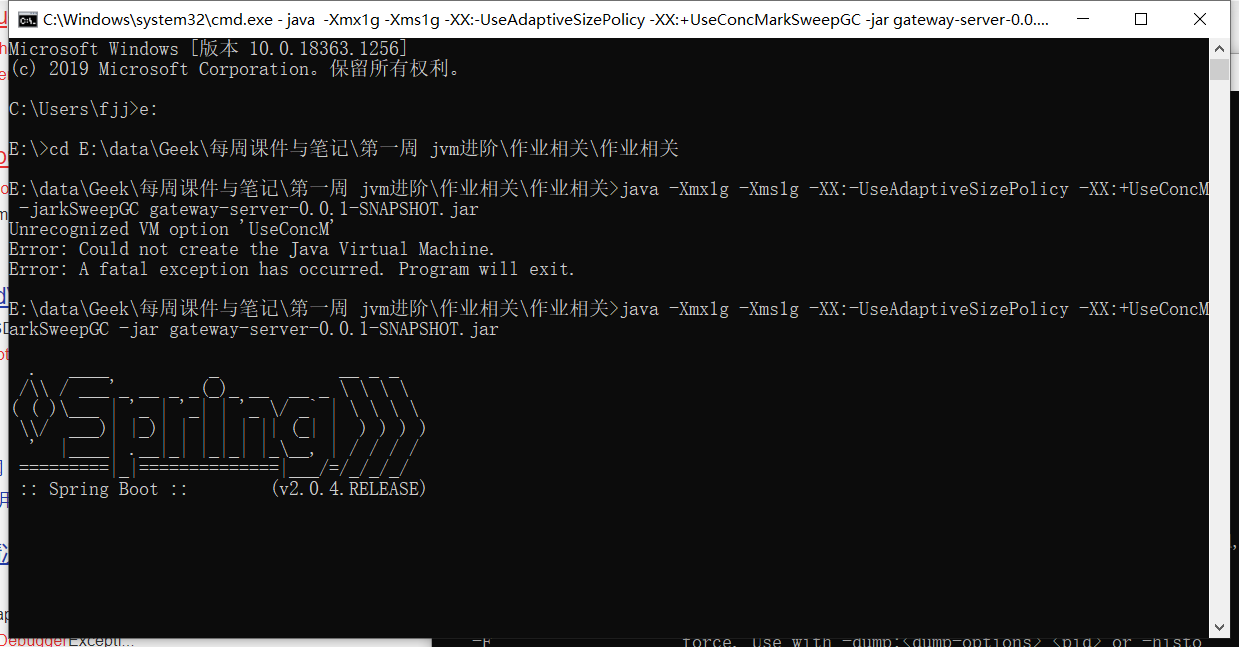 C:\Windows\system32\cmd.exe - java  -Xmx1g -Xms1g -XX:-UseAdaptiveSizePolicy -XX:+UseConcMarkSweepGC -jar gateway-server-0.0....
Microsoft Windows [版本 10.0.18363.1256]
(c) 2019 Microsoft Corporation。保留所有权利。
C:\Users\fjj>e:
E:\>cd E:\data\Geek\每周课件与笔记\第一周 jvm进阶\作业相关\作业相关
E:\data\Geek\每周课件与笔记\第一周 jvm进阶\作业相关\作业相关>java -Xmx1g -Xms1g -XX:-UseAdaptiveSizePolicy -XX:+UseConcM
-jarkSweepGC gateway-server-0.0.1-SNAPSHOT.jar
Unrecognized VM option 'UseConcM'
Error: Could not create the Java Virtual Machine.
Error: A fatal exception has occurred. Program will exit.
E:\data\Geek\每周课件与笔记\第一周 jvm进阶\作业相关\作业相关>java -Xmx1g -Xms1g -XX:-UseAdaptiveSizePolicy -XX:+UseConcM
arkSweepGC -jar gateway-server-0.0.1-SNAPSHOT.jar
Spring
:: Spring Boot ::        (v2.0.4.RELEASE)
DebuggerExcepti...
-F force. Use with -dump:<dump-options> <pid> or -histo